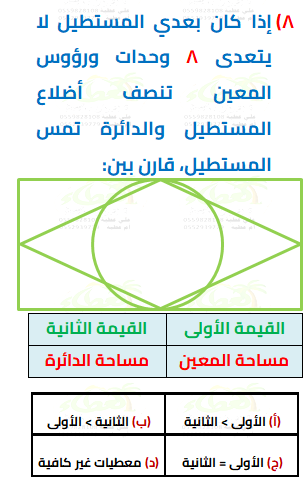 ٨) إذا كان بعدي المستطيل لا
يتعدى ٨ وحدات ورؤوس
المعين تنصف أضلاع
المستطيل والدائرة تمس
المستطيل، قارن بين:
القيمة الأولى القيمة الثانية
مساحة المعين مساحة الدائرة
(أ) الأولى > الثانية (ب) الثانية > الأولى
(ج) الأولى = الثانية (د) معطيات غير كافية